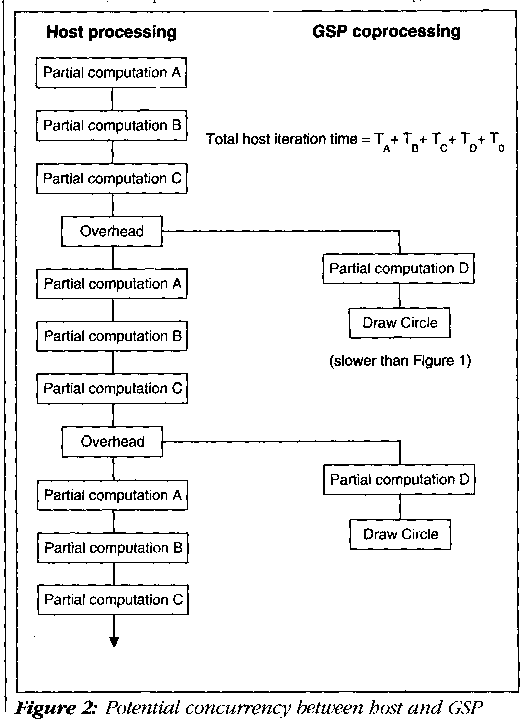 Host processing
GSP coprocessing
Partial computation A
Partial computation B
Total host iteration time = T_A + T_B + T_C + T_D + T_0
Partial computation C
Overhead
Partial computation D
Partial computation A
Draw Circle
Partial computation B
(slower than Figure 1)
Partial computation C
Overhead
Partial computation D
Partial computation A
Draw Circle
Partial computation B
Partial computation C
Figure 2: Potential concurrency between host and GSP